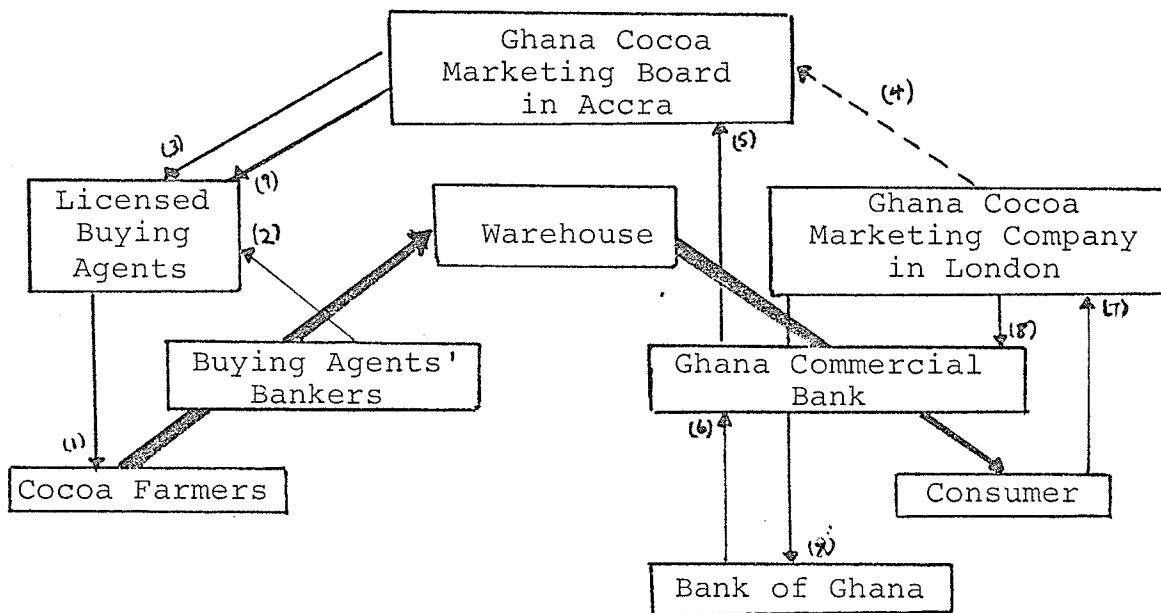 Ghana Cocoa
Marketing Board
in Accra
(4)
(3)
(5)
(9)
Licensed
Buying
Agents
(2)
Warehouse
Ghana Cocoa
Marketing Company
in London
(7)
(8)
Buying Agents'
Bankers
Ghana Commercial
Bank
(1)
(6)
Cocoa Farmers
Consumer
Bank of Ghana